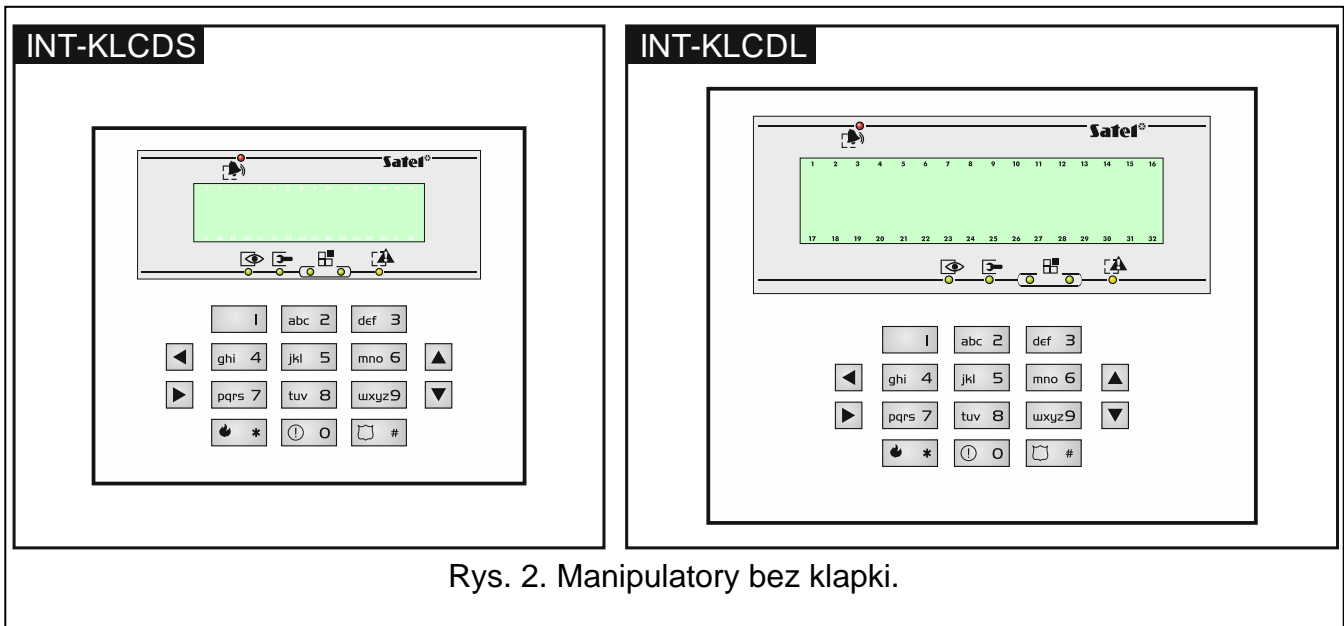 INT-KLCDS
Satel
1
abc 2
def 3
ghi 4
jkl 5
mno 6
pqrs 7
tuv 8
wxyz9
*
0
#
INT-KLCDL
Satel
1 2 3 4 5 6 7 8 9 10 11 12 13 14 15 16
17 18 19 20 21 22 23 24 25 26 27 28 29 30 31 32
1
abc 2
def 3
ghi 4
jkl 5
mno 6
pqrs 7
tuv 8
wxyz9
*
0
#
Rys. 2. Manipulatory bez klapki.